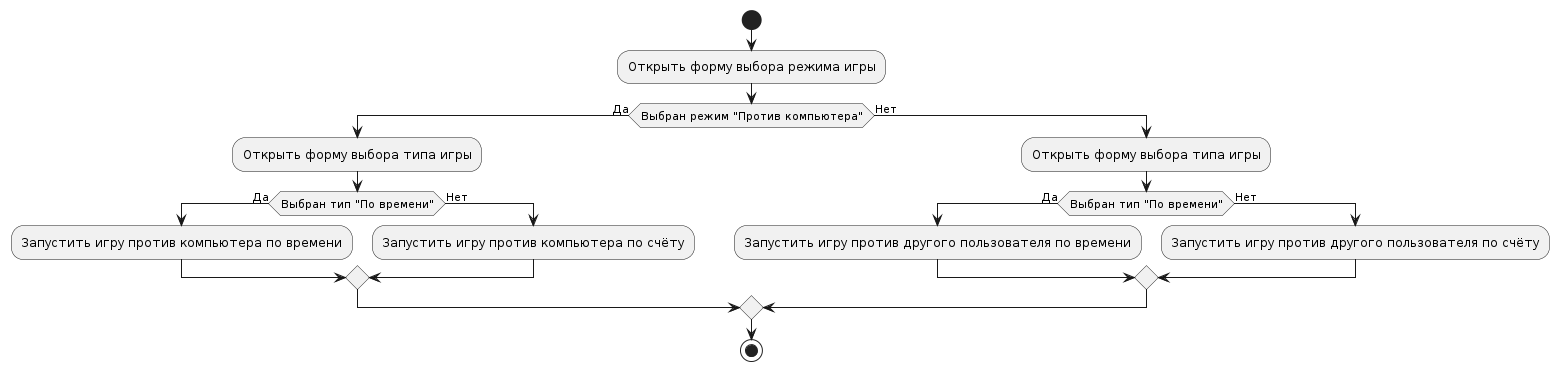 Открыть форму выбора режима игры
Да
Выбран режим "Против компьютера"
Нет
Открыть форму выбора типа игры
Открыть форму выбора типа игры
Да
Выбран тип "По времени"
Нет
Да
Выбран тип "По времени"
Нет
Запустить игру против компьютера по времени
Запустить игру против компьютера по счёту
Запустить игру против другого пользователя по времени
Запустить игру против другого пользователя по счёту